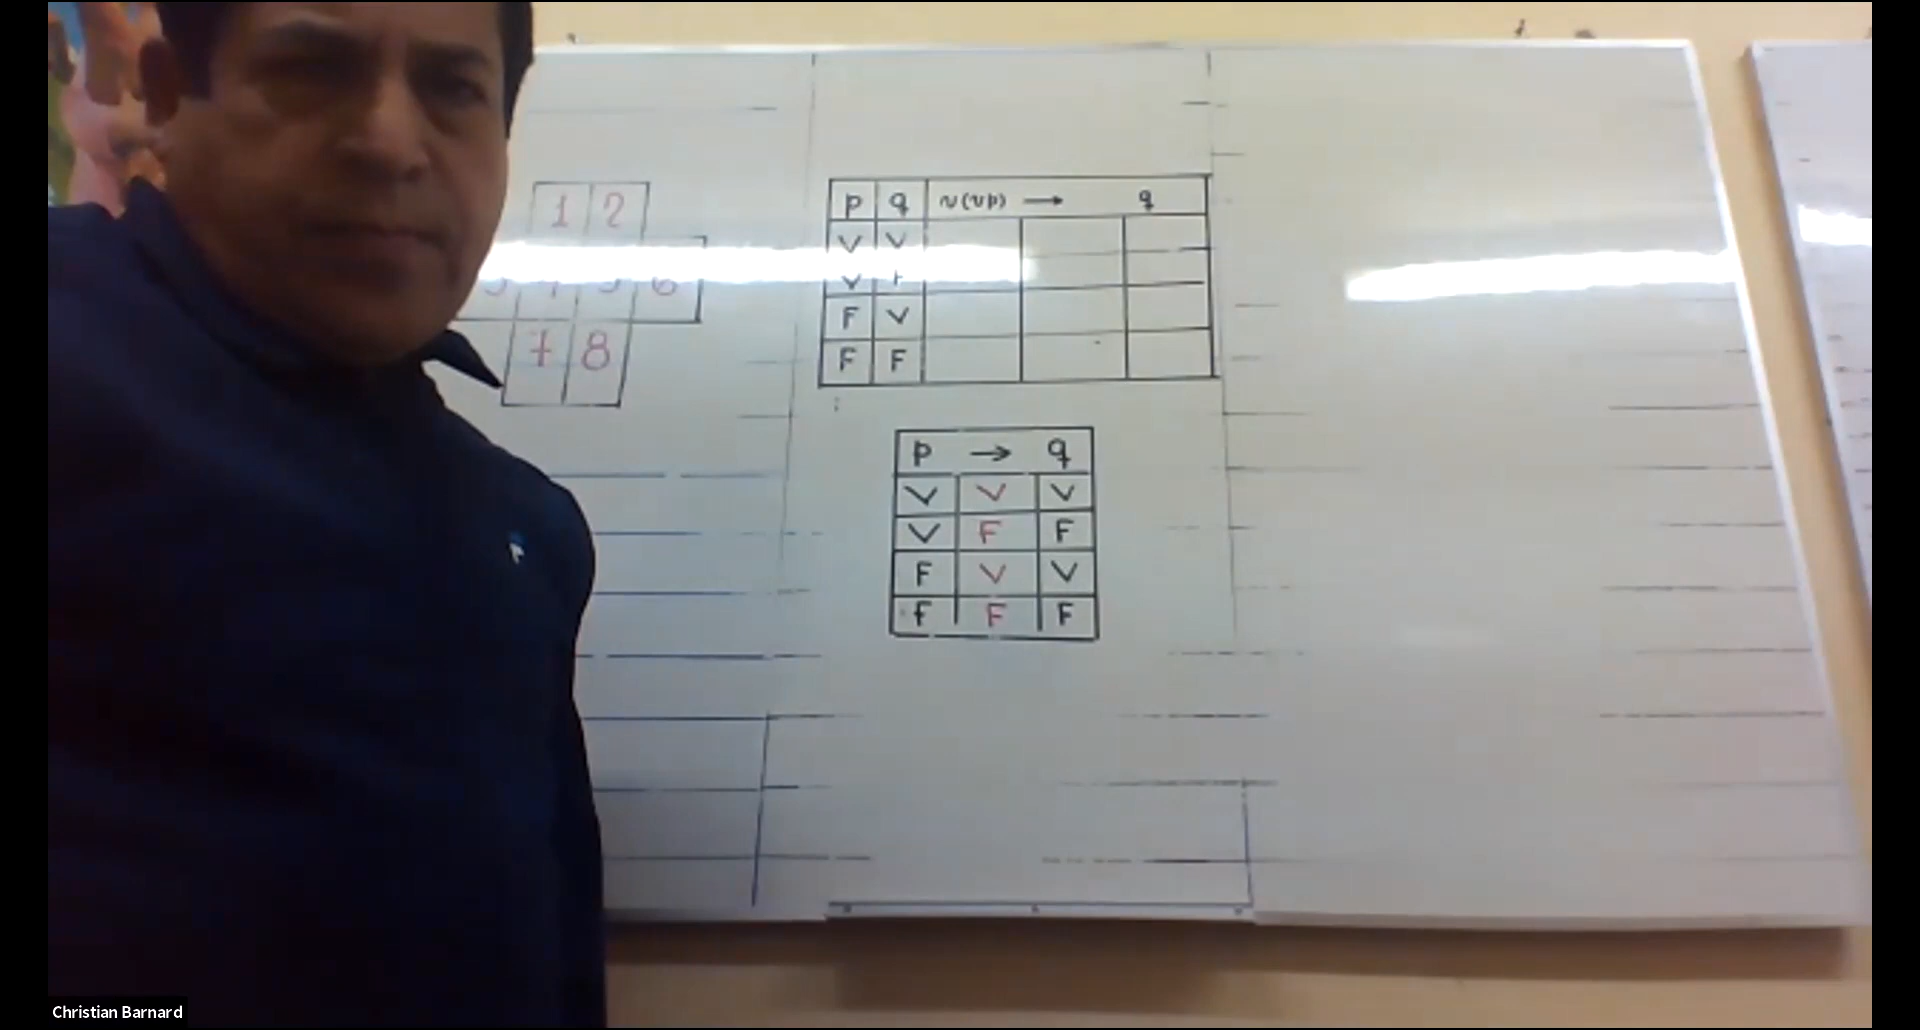 1 2
6
7 8
p q ~(~p) → q
V V
V
F V
F F
p → q
V V V
V F F
F V V
f F F
Christian Barnard